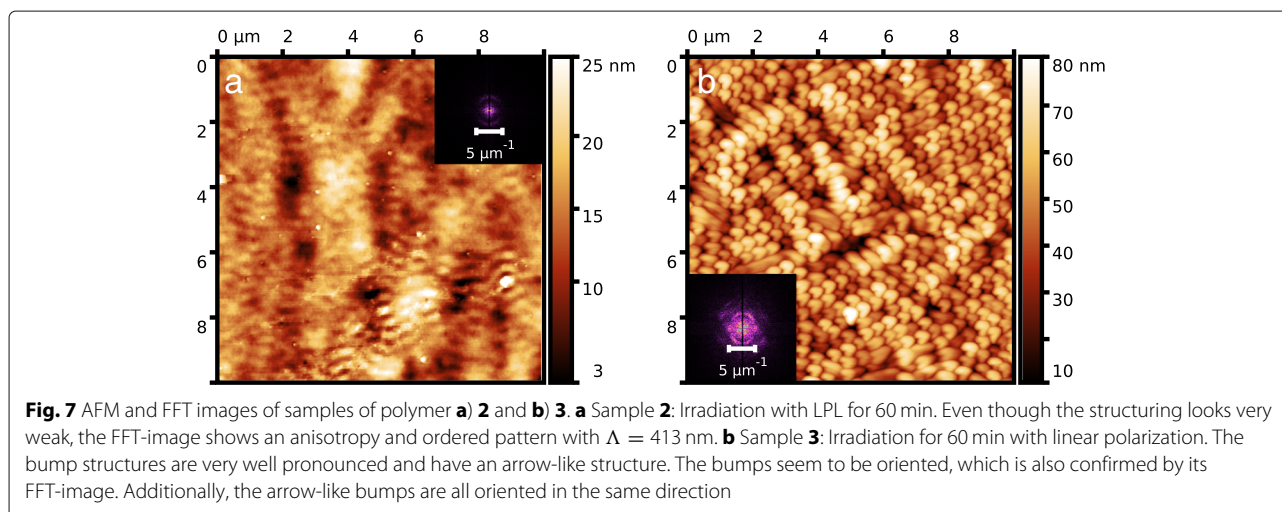 0 µm 2 4 6 8
0 µm 2 4 6 8
0
2
4
6
8
a
5 µm-1
25 nm
20
15
10
3
0
2
4
6
8
b
5 µm-1
80 nm
70
60
50
40
30
10
Fig. 7 AFM and FFT images of samples of polymer a) 2 and b) 3. a Sample 2: Irradiation with LPL for 60 min. Even though the structuring looks very
weak, the FFT-image shows an anisotropy and ordered pattern with Λ = 413 nm. b Sample 3: Irradiation for 60 min with linear polarization. The
bump structures are very well pronounced and have an arrow-like structure. The bumps seem to be oriented, which is also confirmed by its
FFT-image. Additionally, the arrow-like bumps are all oriented in the same direction